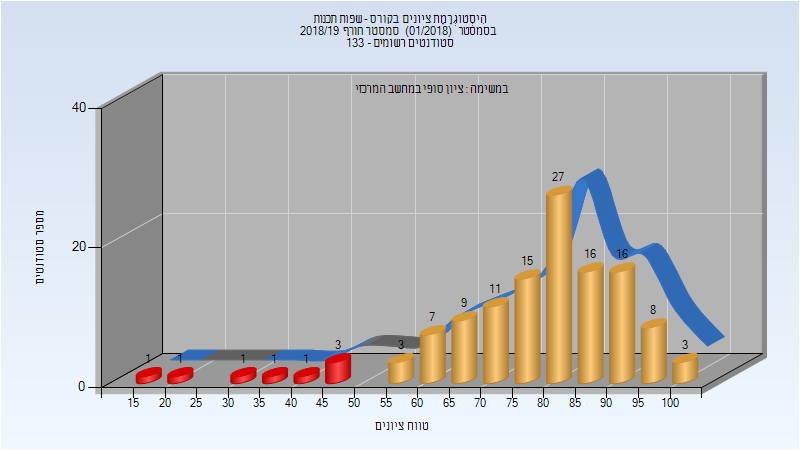 היסטוגרמת ציונים בקורס - שפות תכנות
בסמסטר (01/2018) סמסטר חורף 2018/19
סטודנטים רשומים - 133
במשימה : ציון סופי במחשב המרכזי
מספר סטודנטים
40
20
0
1 1 1 1 1 3 3 7 9 11 15 27 16 16 8 3
15 20 25 30 35 40 45 50 55 60 65 70 75 80 85 90 95 100
טווח ציונים